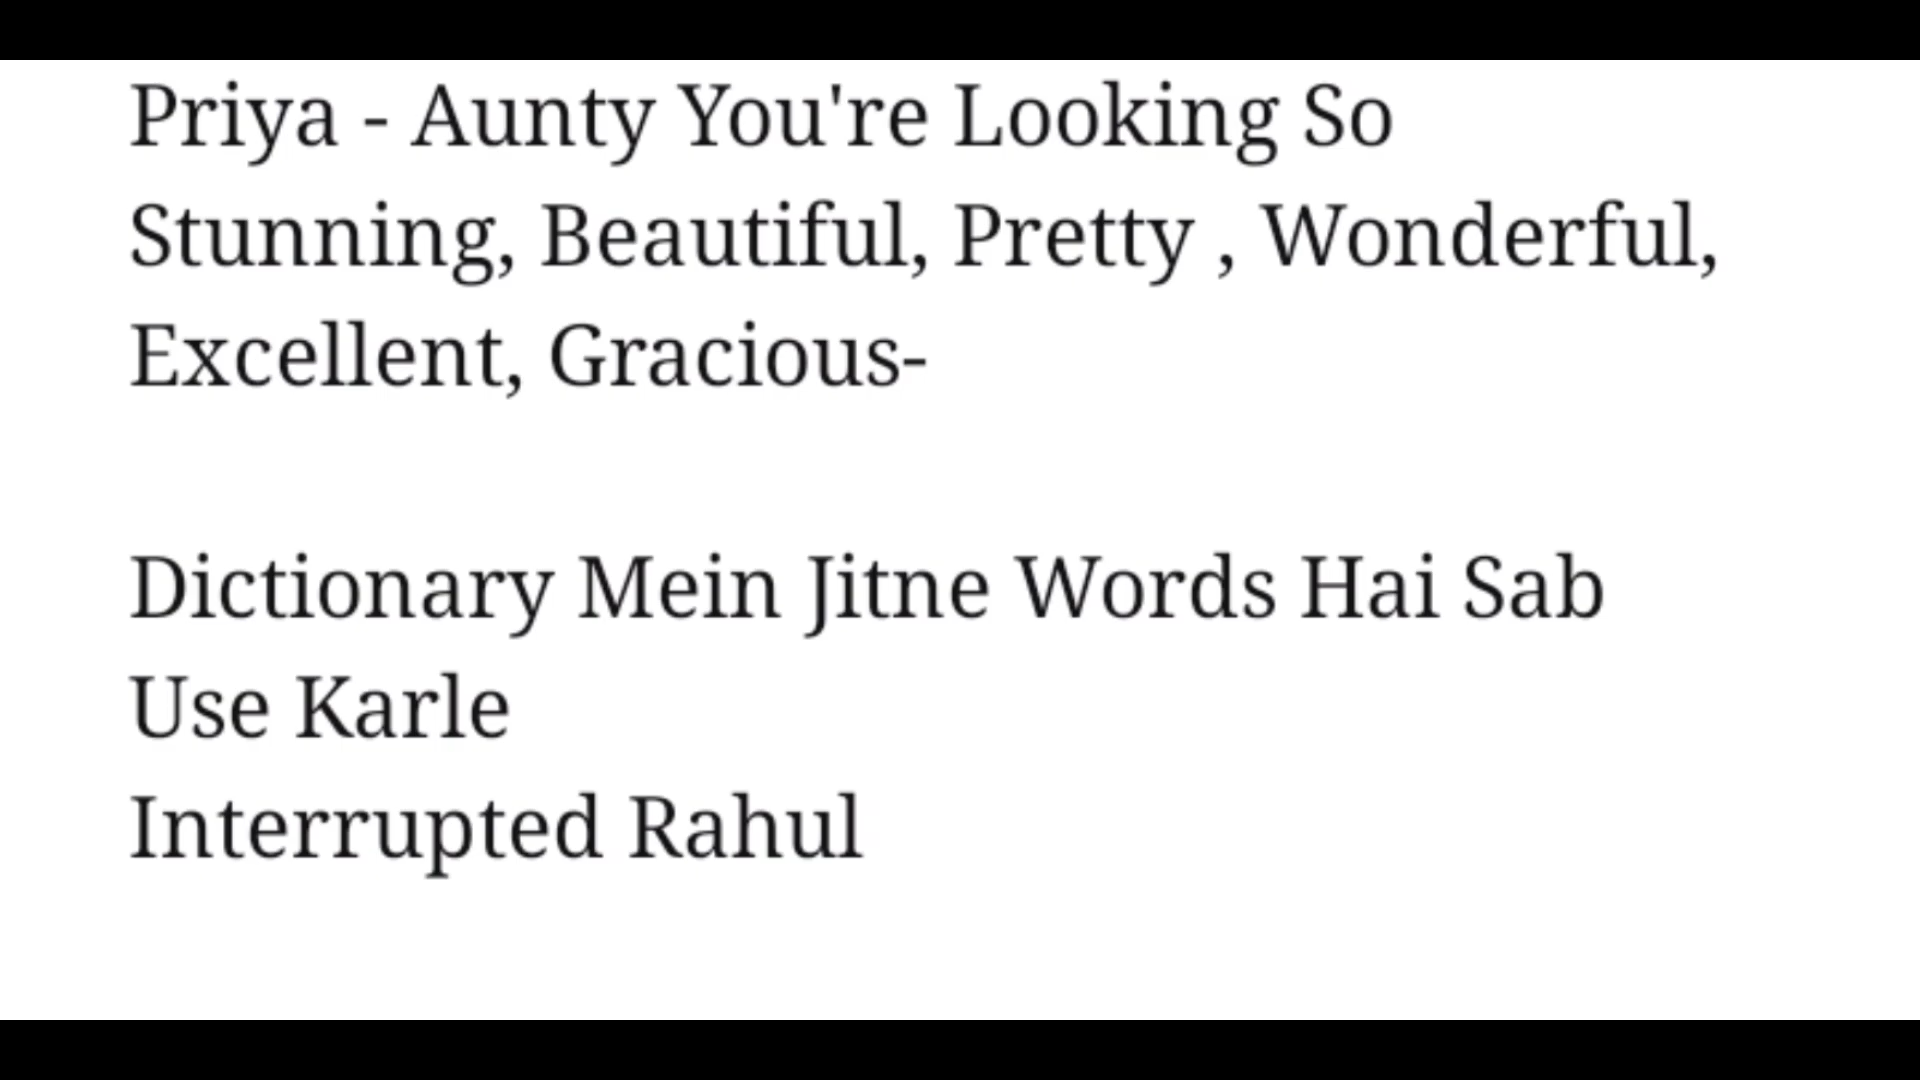 Priya - Aunty You're Looking So
Stunning, Beautiful, Pretty , Wonderful,
Excellent, Gracious-
Dictionary Mein Jitne Words Hai Sab
Use Karle
Interrupted Rahul